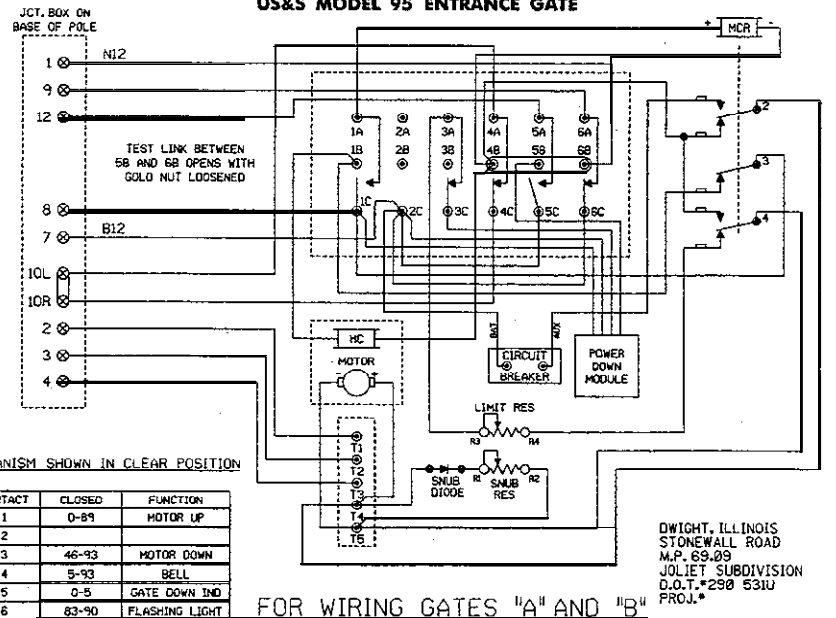 US&S MODEL 95 ENTRANCE GATE
JCT. BOX ON
BASE OF POLE
+ MCR -
1 N12
9
12
TEST LINK BETWEEN
5B AND 6B OPENS WITH
GOLD NUT LOOSENED
8
7 B12
10L
10R
2
3
4
1A 2A 3A 4A 5A 6A
1B 2B 3B 4B 5B 6B
1C 2C 3C 4C 5C 6C
2
3
4
MC
MOTOR
- +
BAT AUX
CIRCUIT
BREAKER
POWER
DOWN
MODULE
LIMIT RES
R3 R4
SNUB
DIODE
R1 SNUB R2
RES
T1
T2
T3
T4
T5
ANISM SHOWN IN CLEAR POSITION
TACT CLOSED FUNCTION
1 0-89 MOTOR UP
2
3 46-93 MOTOR DOWN
4 5-93 BELL
5 0-5 GATE DOWN IND
6 83-90 FLASHING LIGHT
FOR WIRING GATES "A" AND "B"
DWIGHT, ILLINOIS
STONEWALL ROAD
M.P. 69.09
JOLIET SUBDIVISION
D.O.T.# 290 531U
PROJ.#